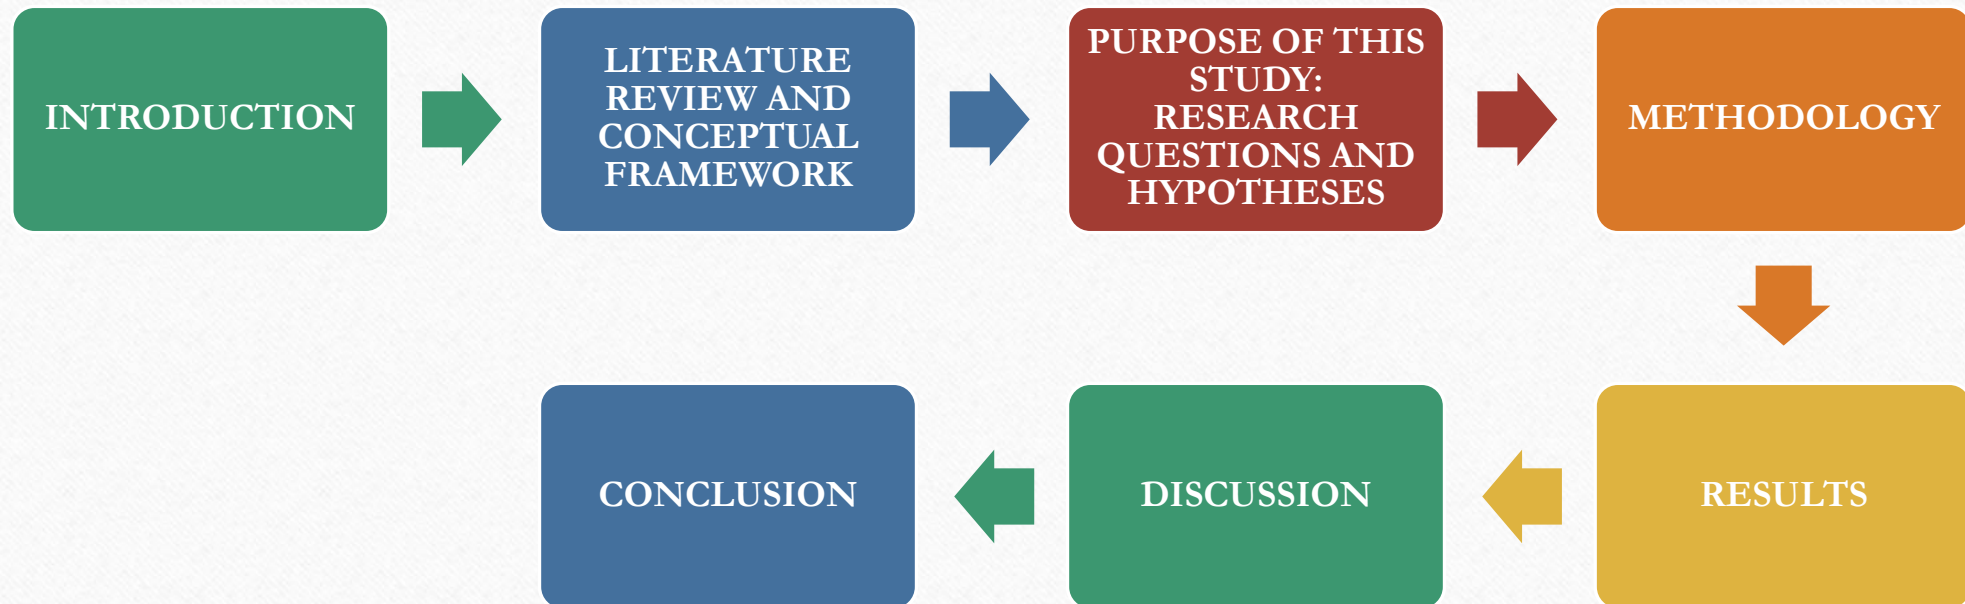 INTRODUCTION
LITERATURE
REVIEW AND
CONCEPTUAL
FRAMEWORK
PURPOSE OF THIS
STUDY:
RESEARCH
QUESTIONS AND
HYPOTHESES
METHODOLOGY
RESULTS
DISCUSSION
CONCLUSION